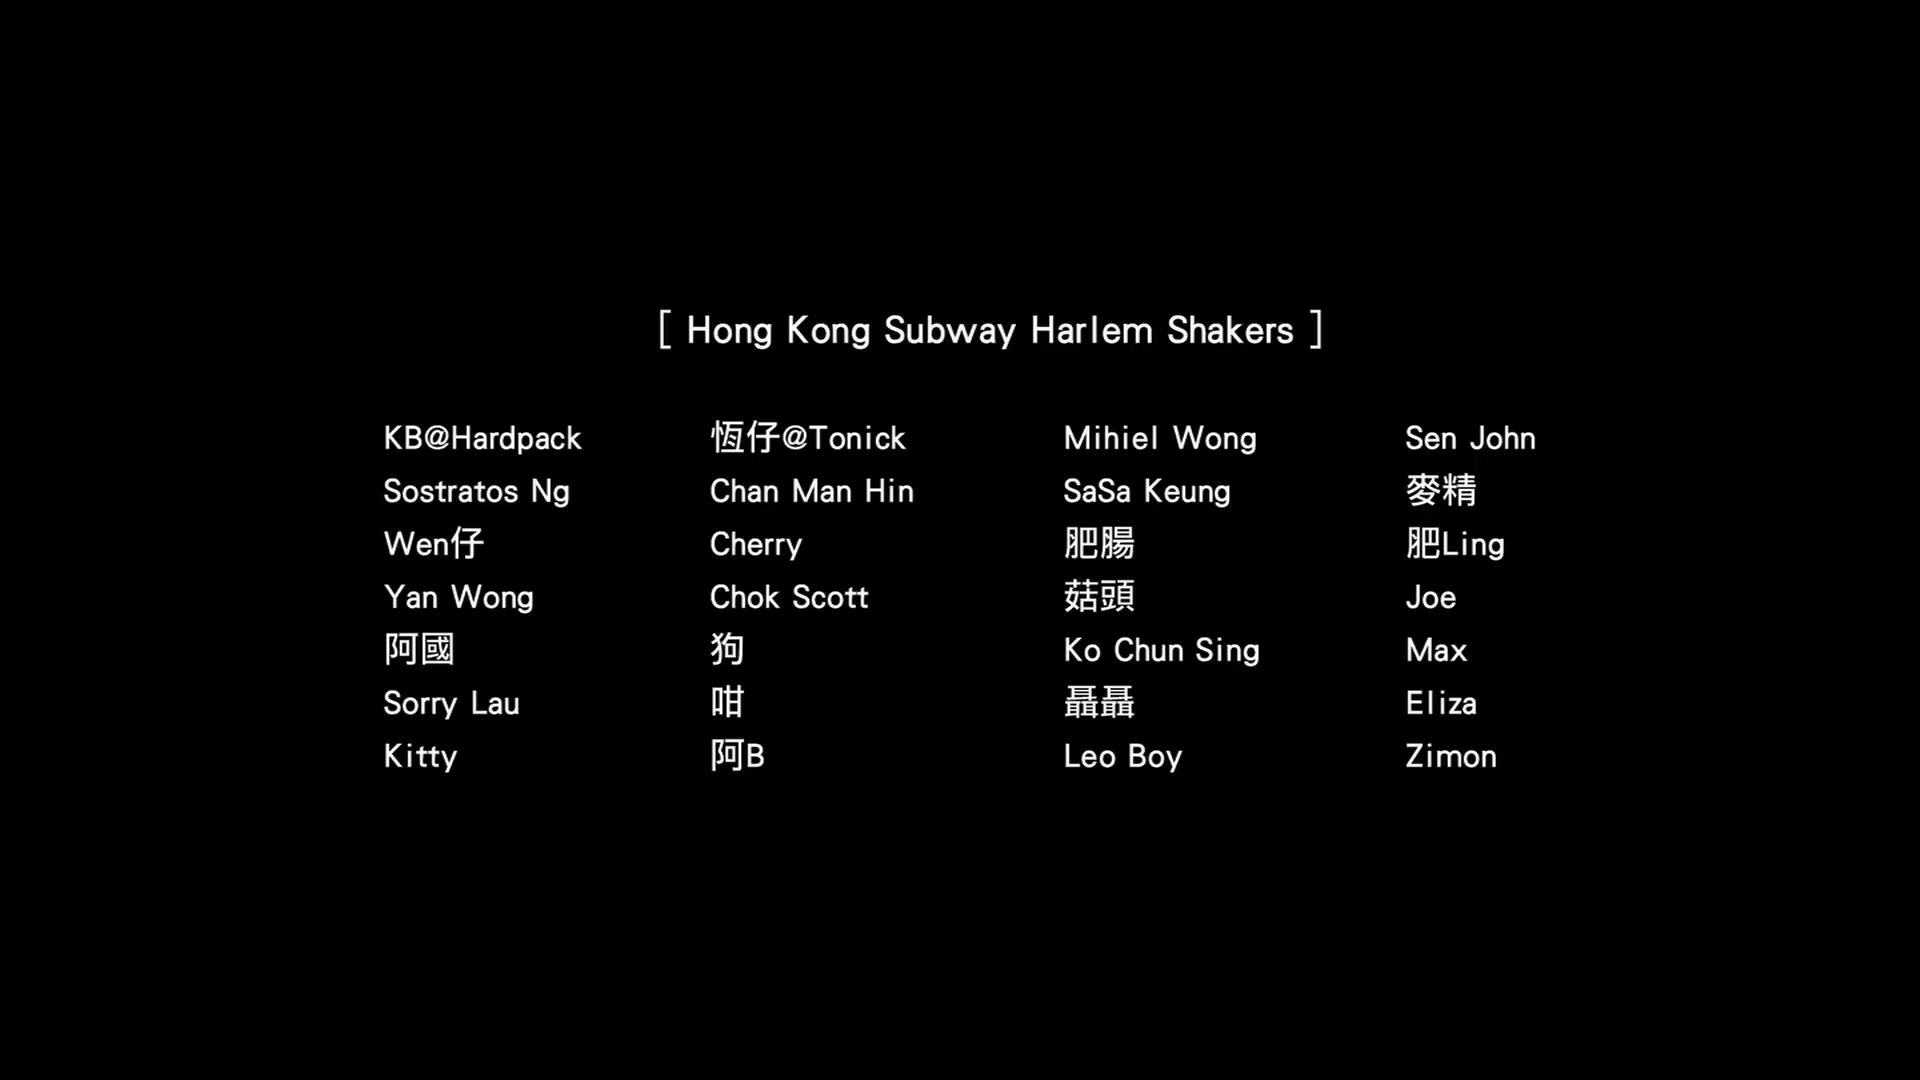 [ Hong Kong Subway Harlem Shakers ]
KB@Hardpack 恆仔@Tonick Mihiel Wong Sen John
Sostratos Ng Chan Man Hin SaSa Keung 麥精
Wen仔 Cherry 肥腸 肥Ling
Yan Wong Chok Scott 菇頭 Joe
阿國 狗 Ko Chun Sing Max
Sorry Lau 咁 聶聶 Eliza
Kitty 阿B Leo Boy Zimon